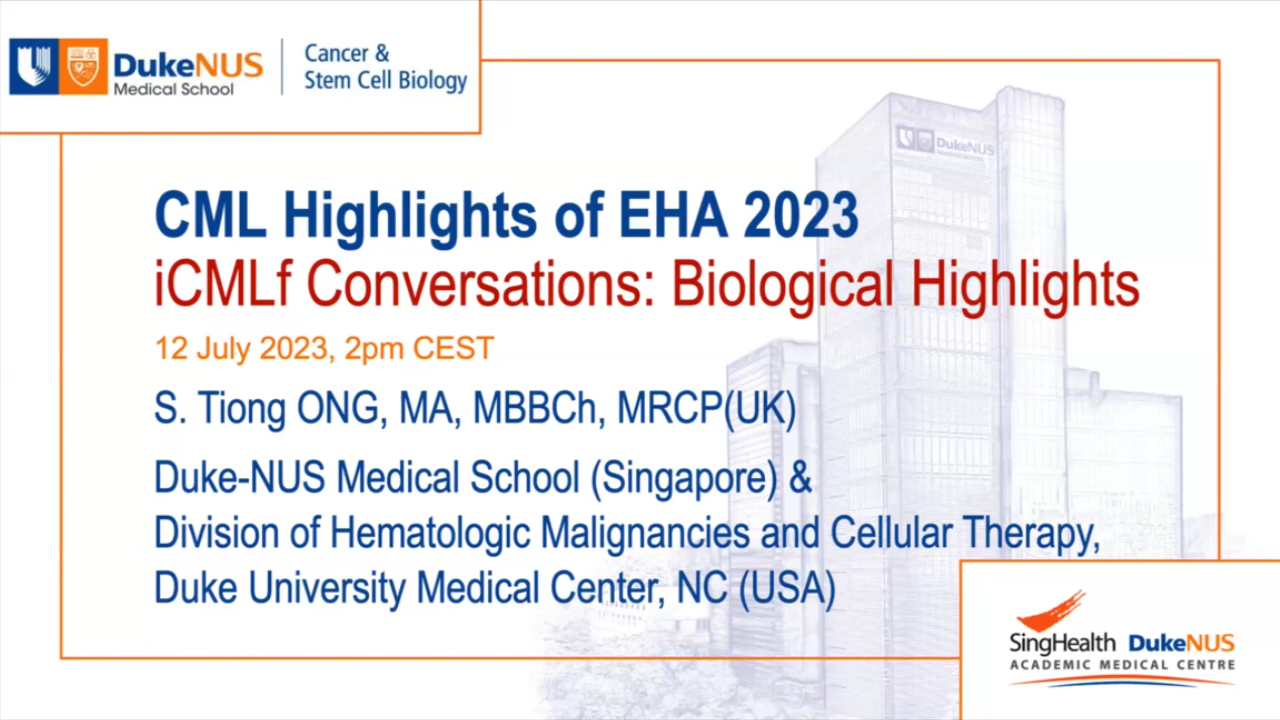 DukeNUS
Medical School
Cancer &
Stem Cell Biology
DukeNUS
CML Highlights of EHA 2023
iCMLf Conversations: Biological Highlights
12 July 2023, 2pm CEST
S. Tiong ONG, MA, MBBCh, MRCP(UK)
Duke-NUS Medical School (Singapore) &
Division of Hematologic Malignancies and Cellular Therapy,
Duke University Medical Center, NC (USA)
SingHealth DukeNUS
ACADEMIC MEDICAL CENTRE